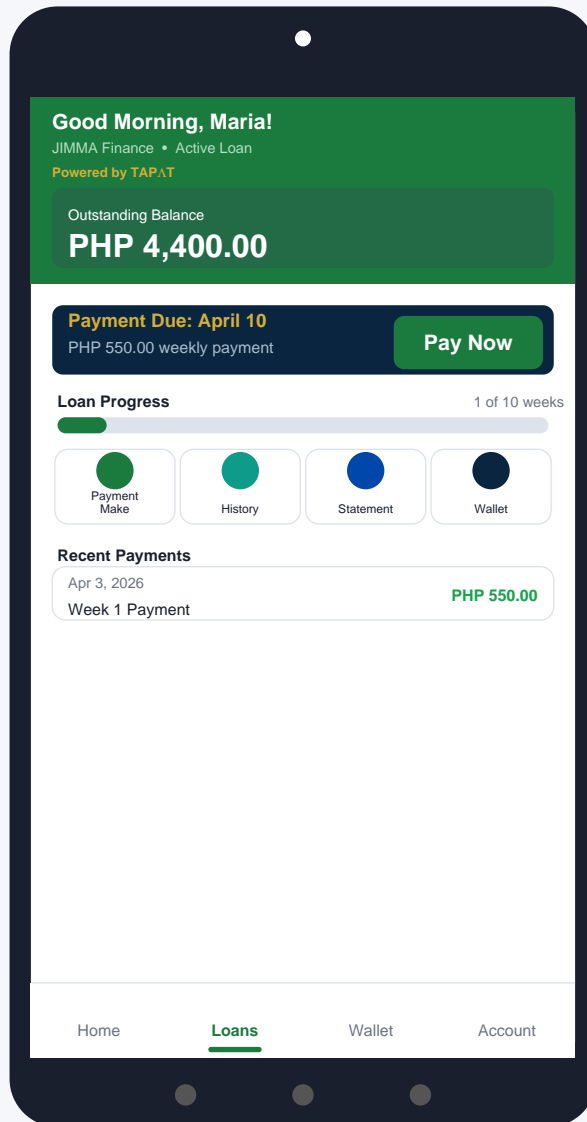 Good Morning, Maria!
JIMMA Finance • Active Loan
Powered by TAPΛT
Outstanding Balance
PHP 4,400.00
Payment Due: April 10
PHP 550.00 weekly payment
Pay Now
Loan Progress
1 of 10 weeks
Payment
Make
History
Statement
Wallet
Recent Payments
Apr 3, 2026
Week 1 Payment
PHP 550.00
Home
Loans
Wallet
Account